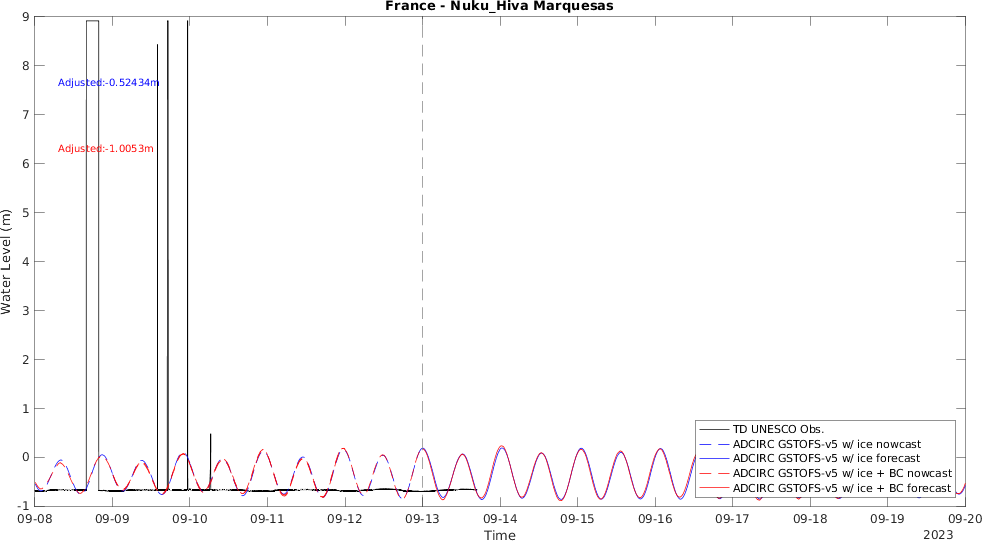 France - Nuku_Hiva Marquesas
9
8
7
6
5
4
3
2
1
0
-1
Water Level (m)
Adjusted:-0.52434m
Adjusted:-1.0053m
TD UNESCO Obs.
ADCIRC GSTOFS-v5 w/ ice nowcast
ADCIRC GSTOFS-v5 w/ ice forecast
ADCIRC GSTOFS-v5 w/ ice + BC nowcast
ADCIRC GSTOFS-v5 w/ ice + BC forecast
09-08 09-09 09-10 09-11 09-12 09-13 09-14 09-15 09-16 09-17 09-18 09-19 09-20
Time
2023